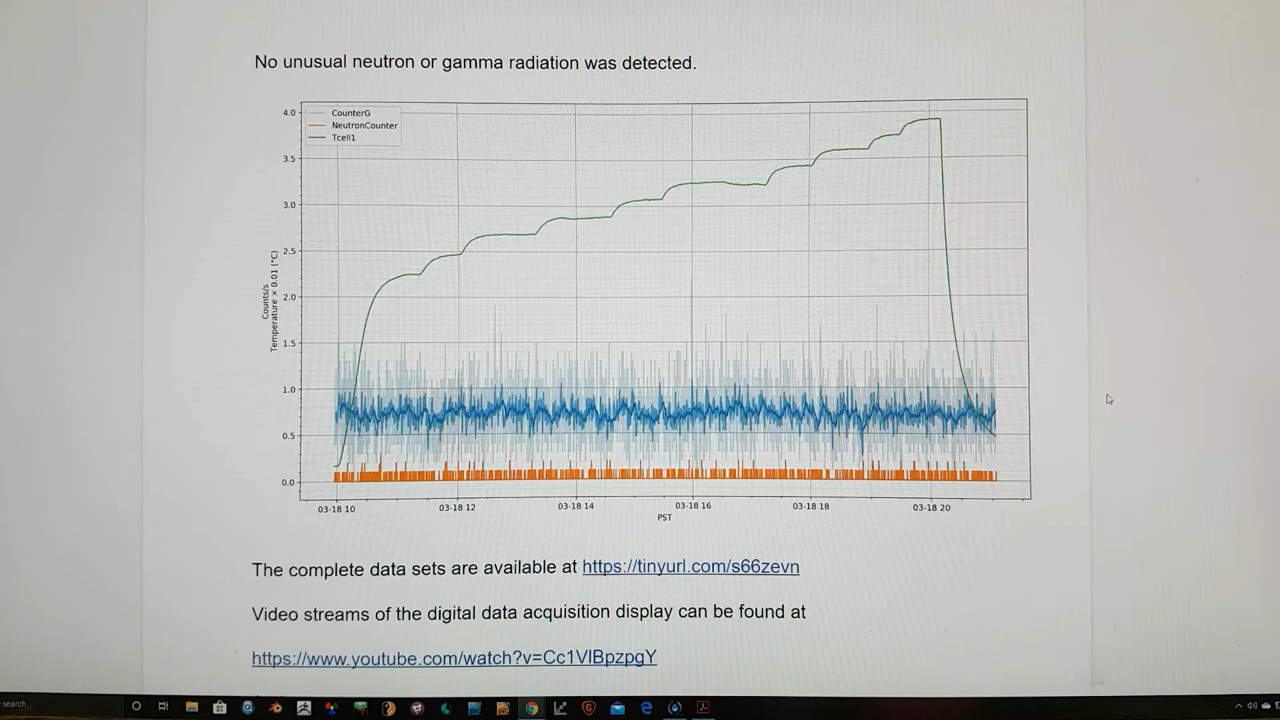 No unusual neutron or gamma radiation was detected.
CounterG
NeutronCounter
Tcell1
4.0
3.5
3.0
2.5
2.0
1.5
1.0
0.5
0.0
Counts/s
Temperature × 0.01 (°C)
03-18 10
03-18 12
03-18 14
03-18 16
03-18 18
03-18 20
PST
The complete data sets are available at https://tinyurl.com/s66zevn
Video streams of the digital data acquisition display can be found at
https://www.youtube.com/watch?v=Cc1VlBpzpgY
search